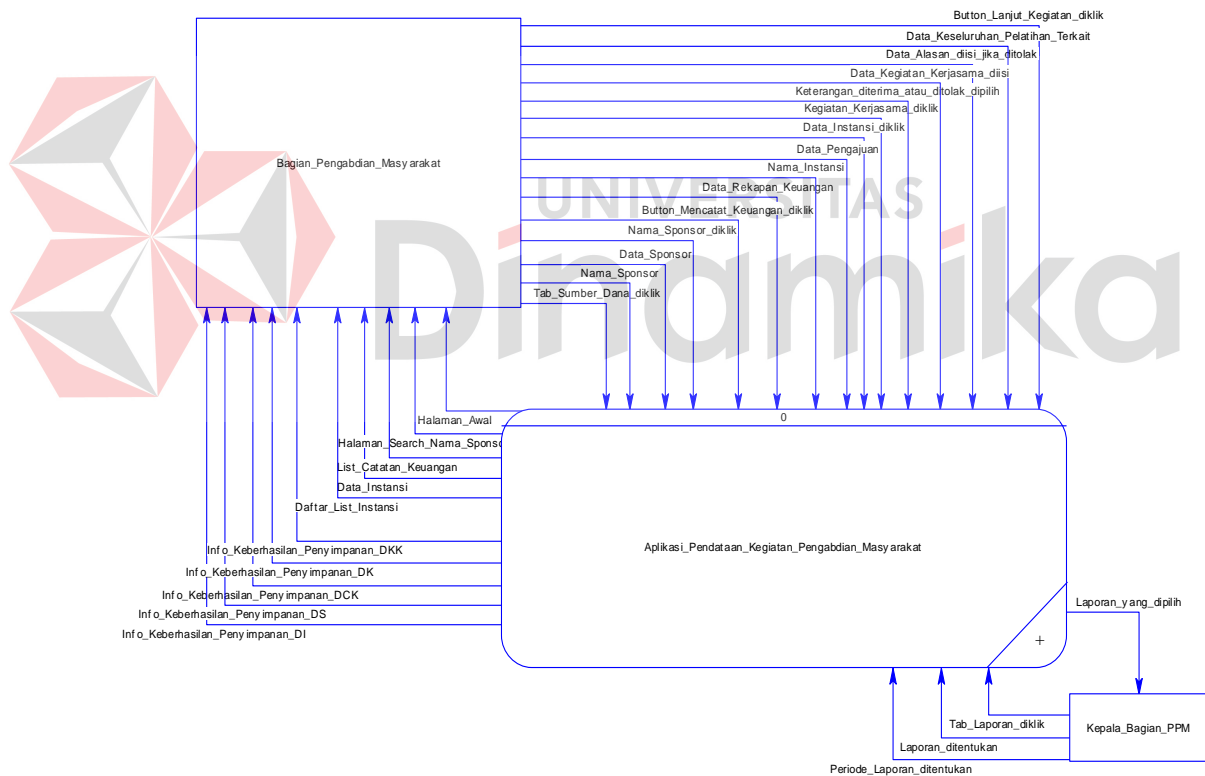 Button_Lanjut_Kegiatan_diklik
Data_Keseluruhan_Pelatihan_Terkait
Data_Alasan_diisi_jika_ditolak
Data_Kegiatan_Kerjasama_diisi
Keterangan_diterima_atau_ditolak_dipilih
Kegiatan_Kerjasama_diklik
Data_Instansi_diklik
Data_Pengajuan
Bagian_Pengabdian_Masyarakat
Nama_Instansi
Data_Rekapan_Keuangan
UNIVERSITAS
Button_Mencatat_Keuangan_diklik
Nama_Sponsor_diklik
Dinamika
Data_Sponsor
Nama_Sponsor
Tab_Sumber_Dana_diklik
0
Halaman_Awal
Halaman_Search_Nama_Sponso
List_Catatan_Keuangan
Data_Instansi
Daftar_List_Instansi
Aplikasi_Pendataan_Kegiatan_Pengabdian_Masyarakat
Info_Keberhasilan_Penyimpanan_DKK
Info_Keberhasilan_Penyimpanan_DK
Info_Keberhasilan_Penyimpanan_DCK
Laporan_yang_dipilih
Info_Keberhasilan_Penyimpanan_DS
Info_Keberhasilan_Penyimpanan_DI
+
Tab_Laporan_diklik
Kepala_Bagian_PPM
Laporan_ditentukan
Periode_Laporan_ditentukan